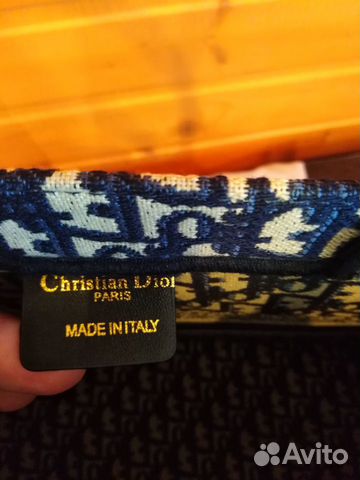 Christian Dior
PARIS
MADE IN ITALY
Avito